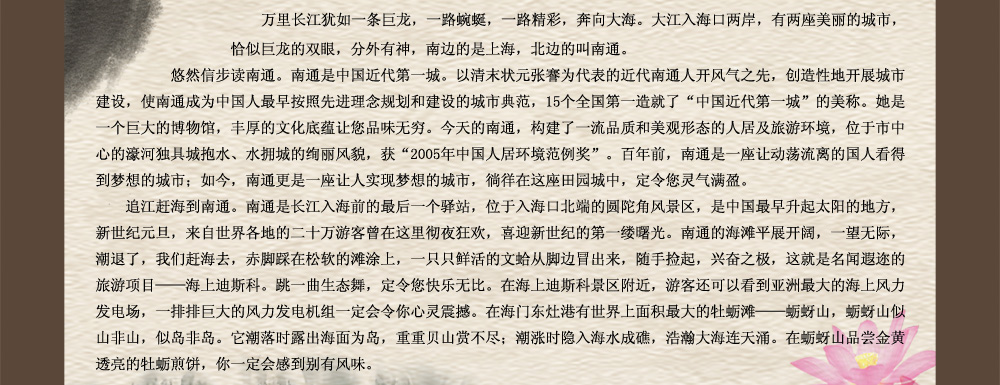 万里长江犹如一条巨龙，一路蜿蜒，一路精彩，奔向大海。大江入海口两岸，有两座美丽的城市，
恰似巨龙的双眼，分外有神，南边的是上海，北边的叫南通。
悠然信步读南通。南通是中国近代第一城。以清末状元张謇为代表的近代南通人开风气之先，创造性地开展城市
建设，使南通成为中国人最早按照先进理念规划和建设的城市典范，15个全国第一造就了“中国近代第一城”的美称。她是
一个巨大的博物馆，丰厚的文化底蕴让您品味无穷。今天的南通，构建了一流品质和美观形态的人居及旅游环境，位于市中
心的濠河独具城抱水、水拥城的绚丽风貌，获“2005年中国人居环境范例奖”。百年前，南通是一座让动荡流离的国人看得
到梦想的城市；如今，南通更是一座让人实现梦想的城市，徜徉在这座田园城中，定令您灵气满盈。
追江赶海到南通。南通是长江入海前的最后一个驿站，位于入海口北端的圆陀角风景区，是中国最早升起太阳的地方，
新世纪元旦，来自世界各地的二十万游客曾在这里彻夜狂欢，喜迎新世纪的第一缕曙光。南通的海滩平展开阔，一望无际，
潮退了，我们赶海去，赤脚踩在松软的滩涂上，一只只鲜活的文蛤从脚边冒出来，随手捡起，兴奋之极，这就是名闻遐迩的
旅游项目——海上迪斯科。跳一曲生态舞，定令您快乐无比。在海上迪斯科景区附近，游客还可以看到亚洲最大的海上风力
发电场，一排排巨大的风力发电机组一定会令你心灵震撼。在海门东灶港有世界上面积最大的牡蛎滩——蛎蚜山，蛎蚜山似
山非山，似岛非岛。它潮落时露出海面为岛，重重贝山赏不尽；潮涨时隐入海水成礁，浩瀚大海连天涌。在蛎蚜山品尝金黄
透亮的牡蛎煎饼，你一定会感到别有风味。